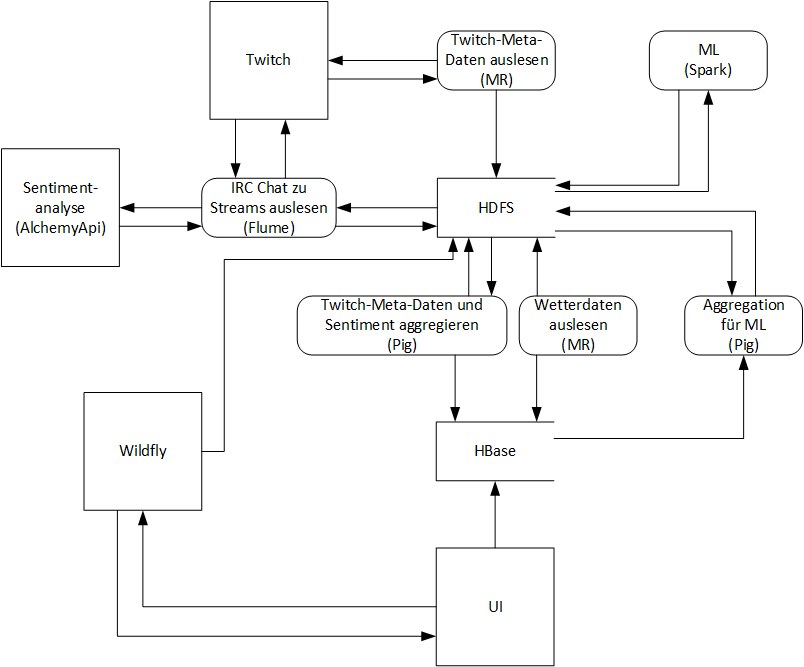 Twitch
Twitch-Meta-
Daten auslesen
(MR)
ML
(Spark)
Sentiment-
analyse
(AlchemyApi)
IRC Chat zu
Streams auslesen
(Flume)
HDFS
Twitch-Meta-Daten und
Sentiment aggregieren
(Pig)
Wetterdaten
auslesen
(MR)
Aggregation
für ML
(Pig)
Wildfly
HBase
UI